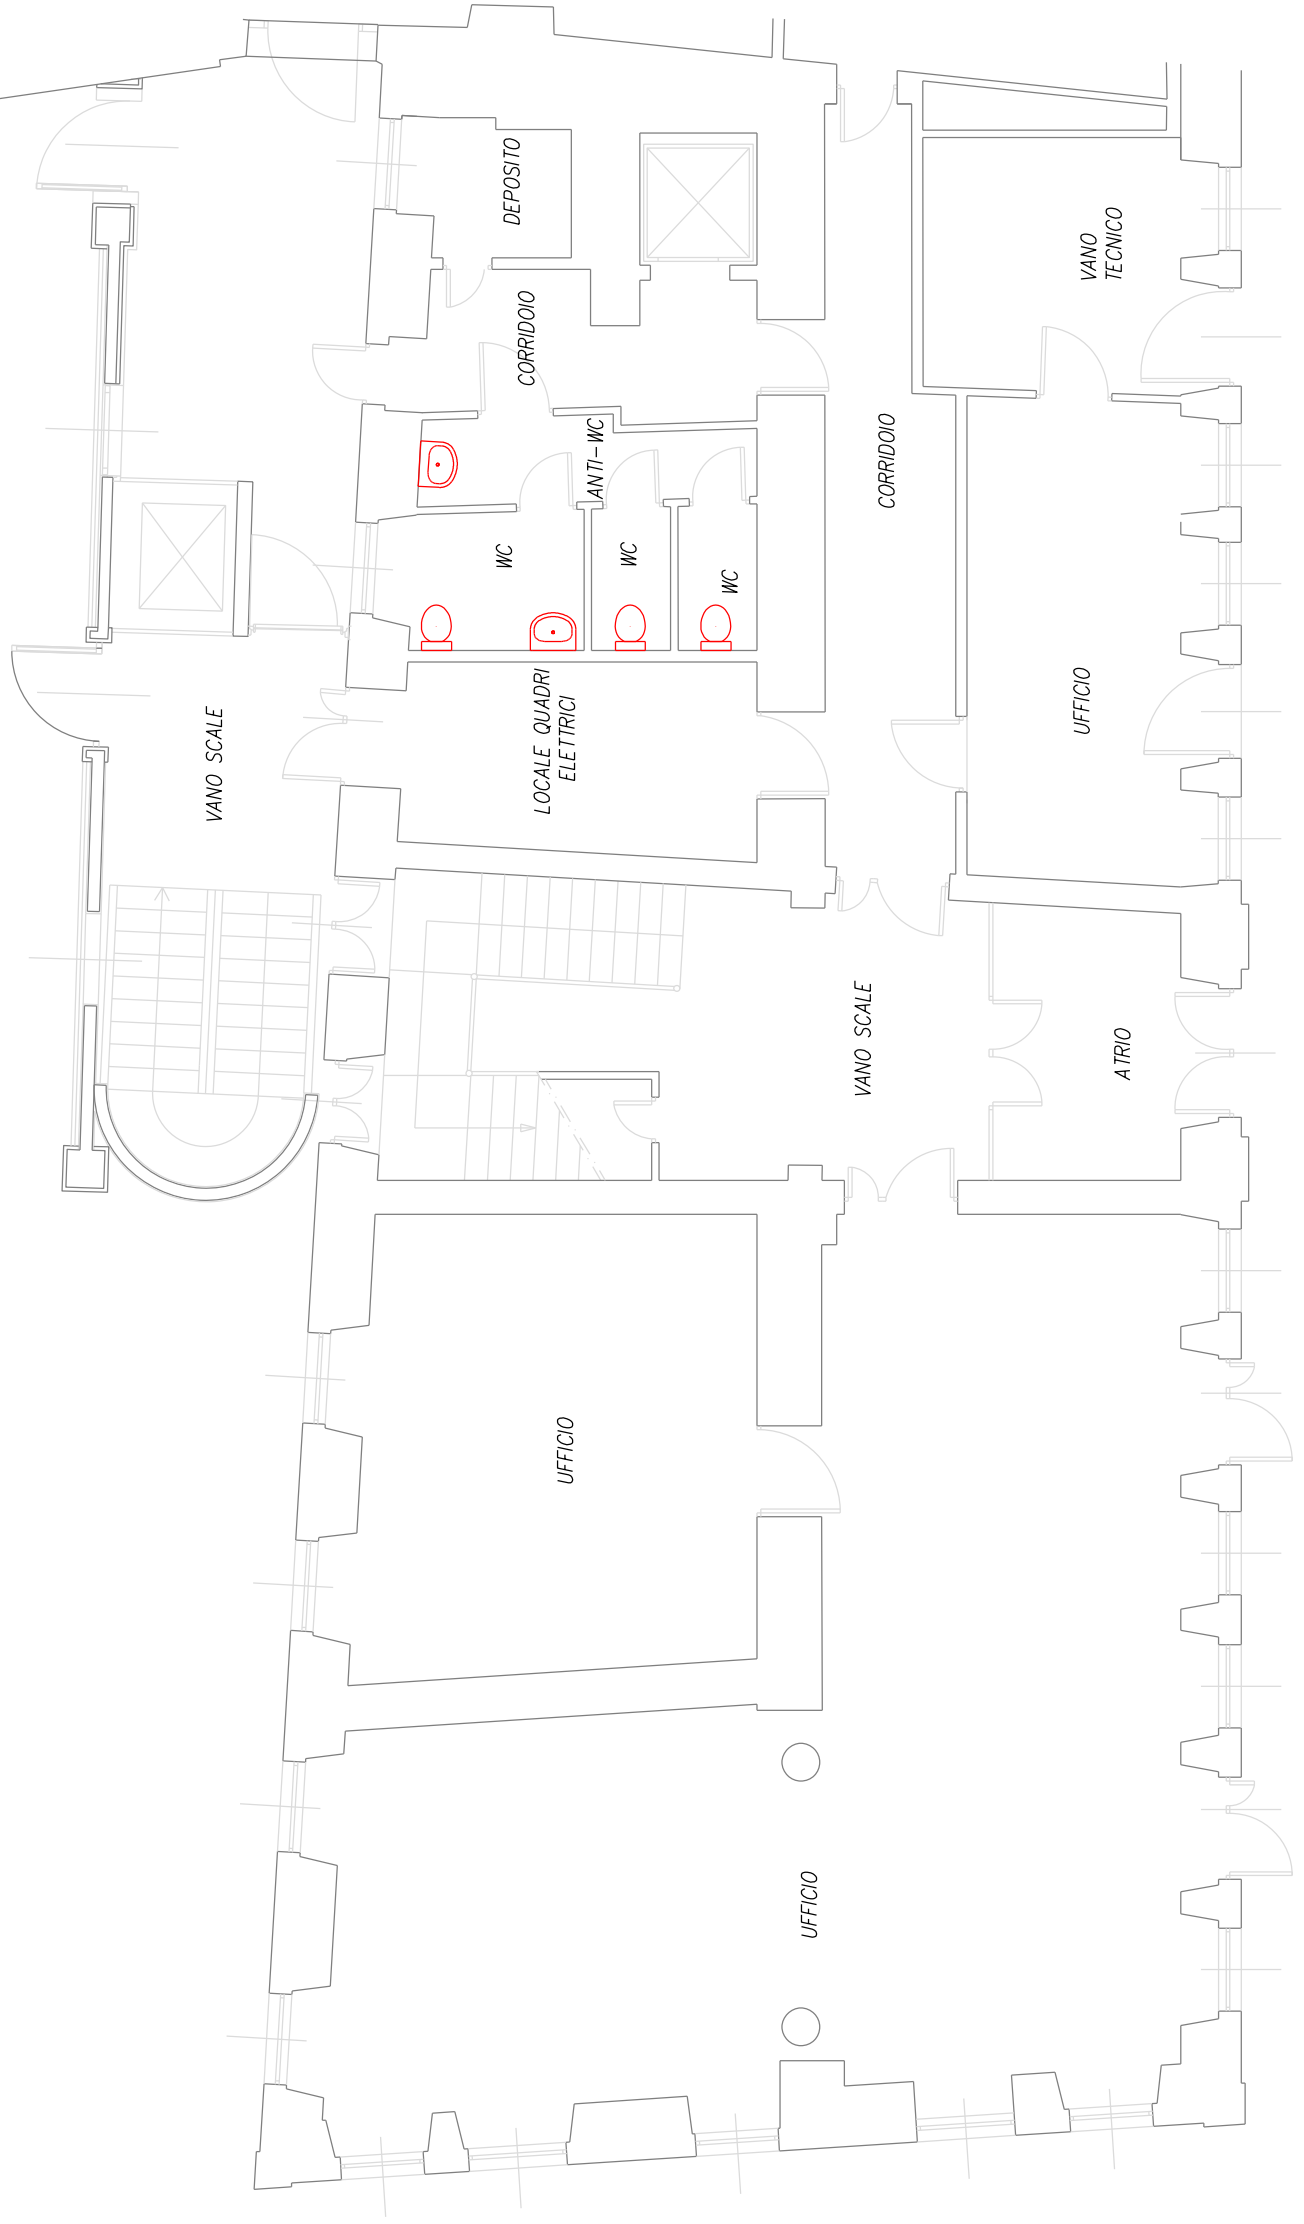 DEPOSITO
VANO
TECNICO
CORRIDOIO
ANTI-WC
CORRIDOIO
WC
WC
WC
LOCALE QUADRI
ELETTRICI
UFFICIO
VANO SCALE
VANO SCALE
ATRIO
UFFICIO
UFFICIO